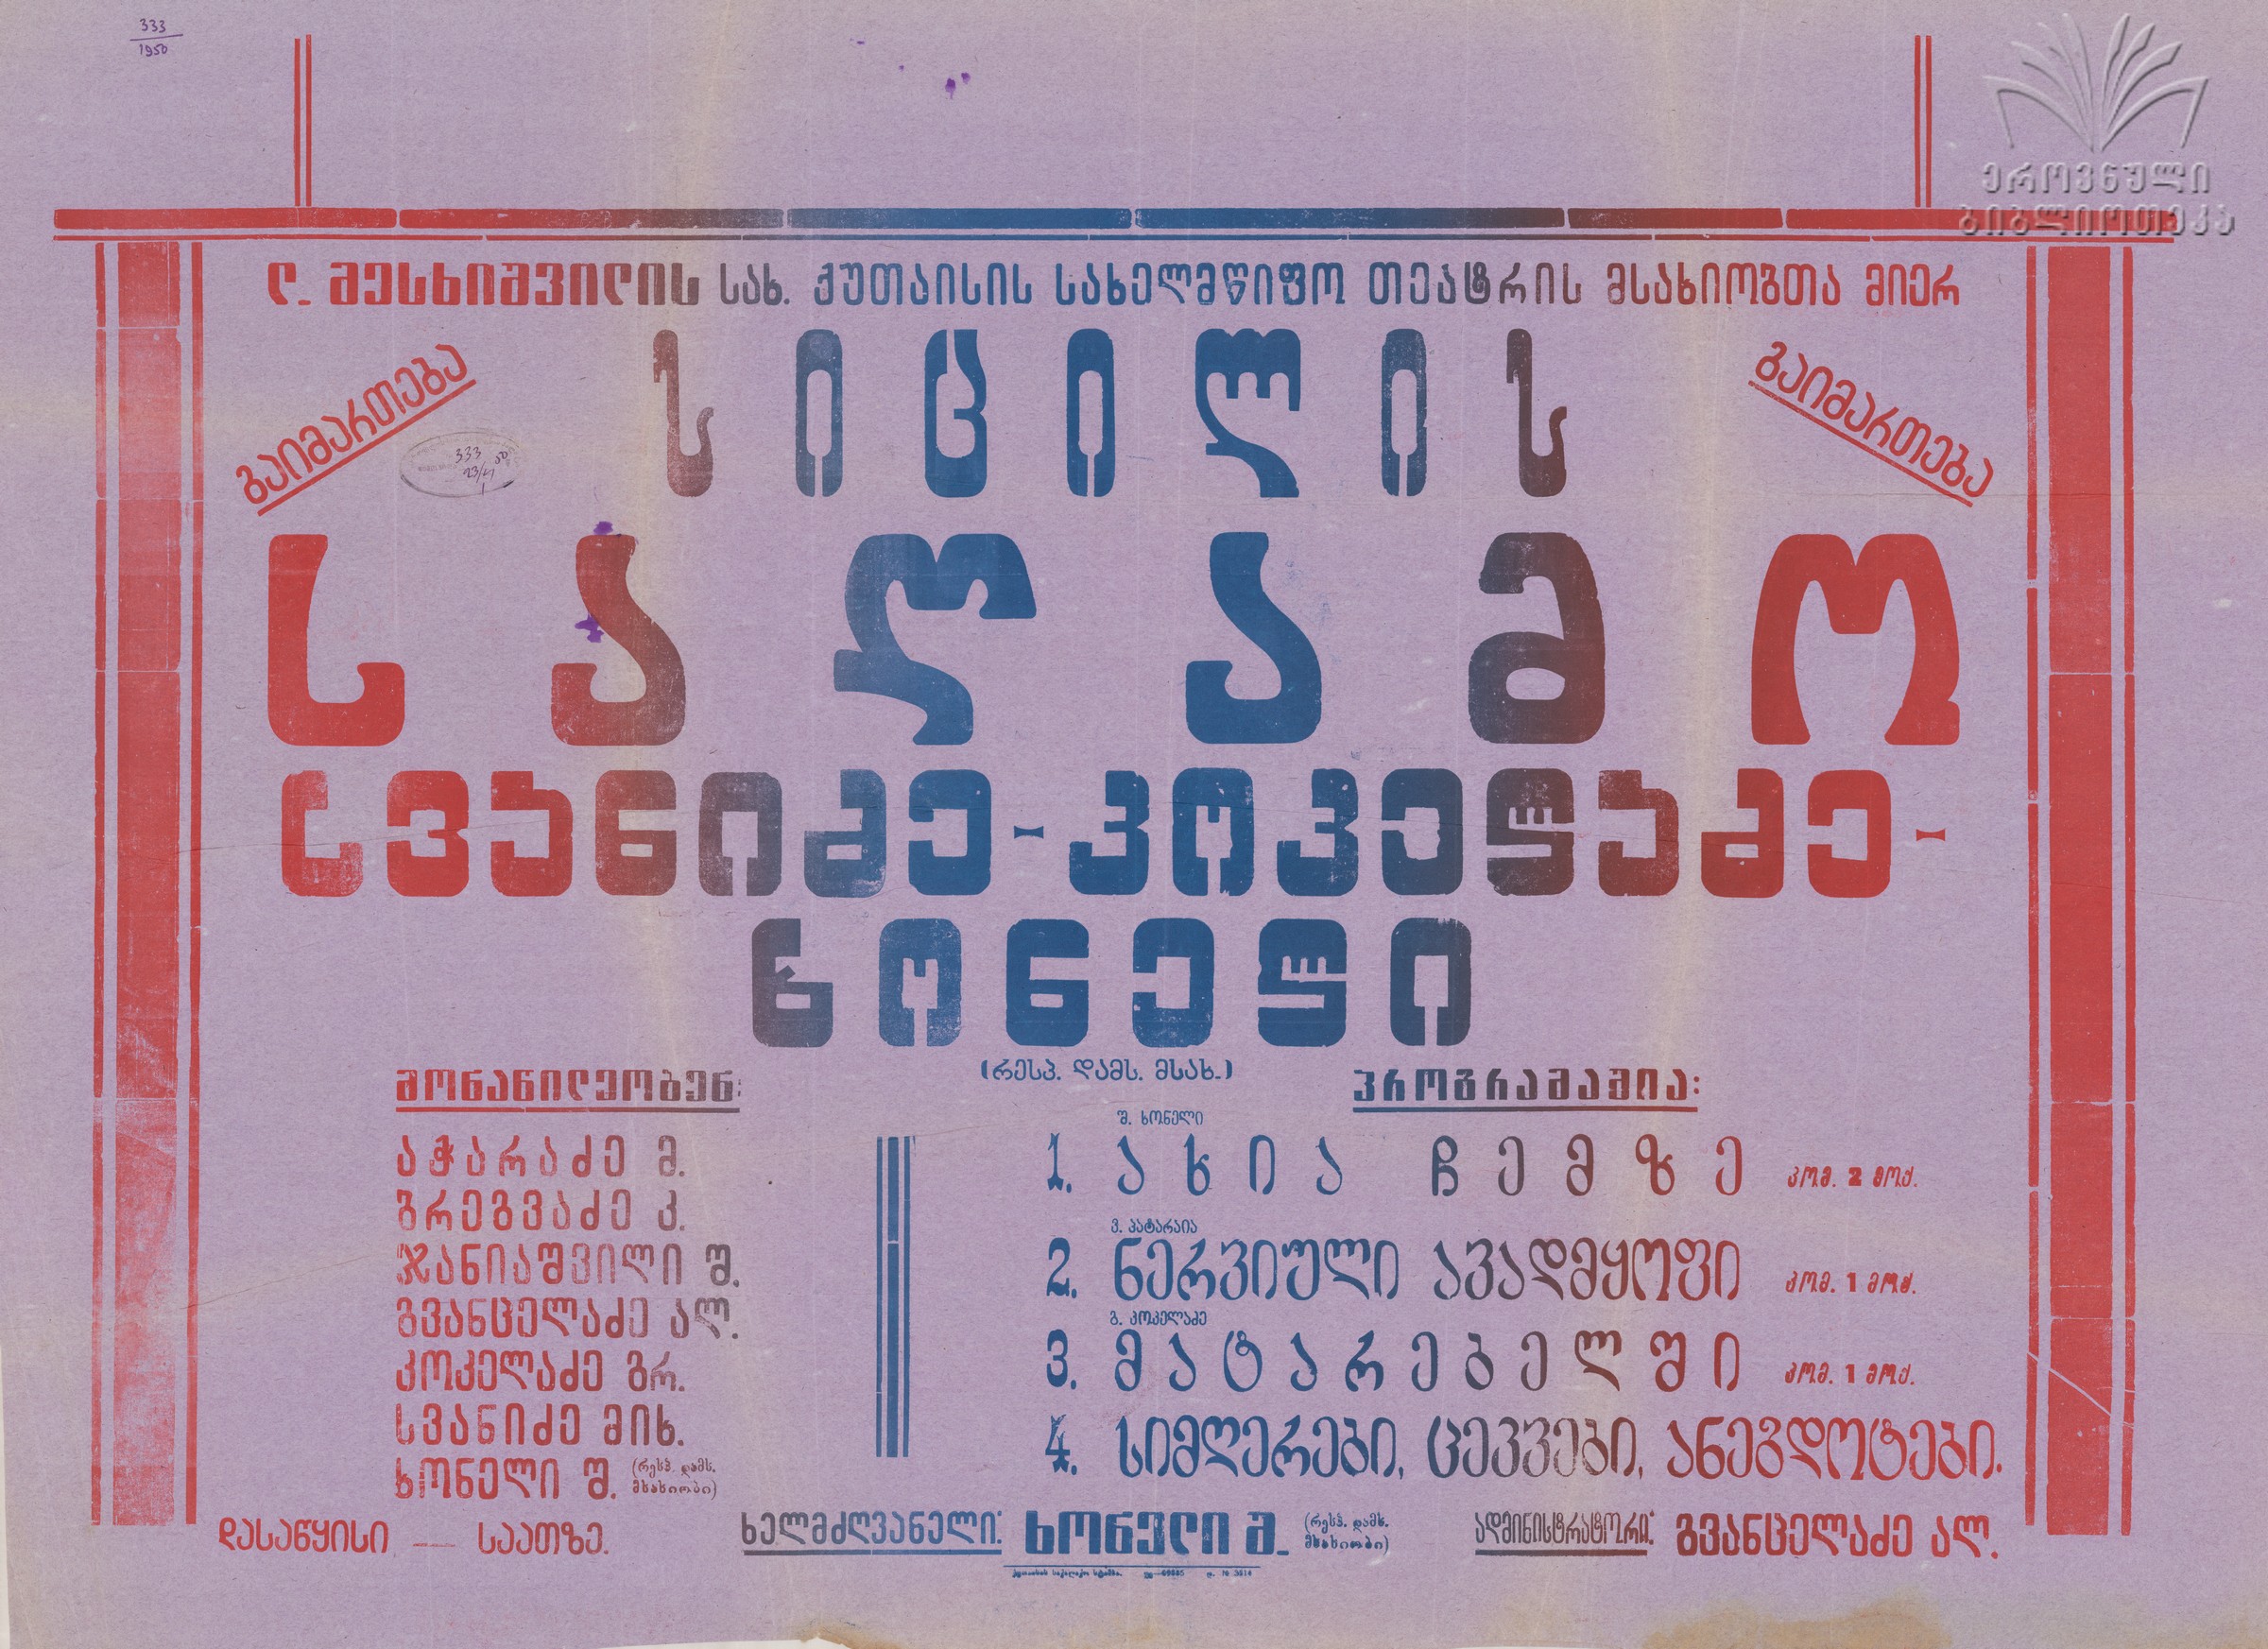 333
1950
ეროვნული
ბიბლიოთეკა
ლ. მესხიშვილის სახ. ქუთაისის სახელმწიფო თეატრის მსახიობთა მიერ
გაიმართება
სიცილის
გაიმართება
333
საღამო
სვანიძე-კოკელაძე-
ხონელი
(რესპ. დამს. მსახ.)
მონაწილეობენ:
აჭარაძე მ.
ბრეგვაძე კ.
ჯანიაშვილი შ.
გვანცელაძე ალ.
კოკელაძე გრ.
სვანიძე მიხ.
ხონელი შ. (რესპ. დამს. მსახიობი)
პროგრამაშია:
შ. ხონელი
1. ახია ჩემზე კომ. 2 მოქ.
ვ. პატარაია
2. ნერვიული ავადმყოფი კომ. 1 მოქ.
გ. კოკელაძე
3. მატარებელში კომ. 1 მოქ.
4. სიმღერები, ცეკვები, ანეგდოტები.
დასაწყისი — საათზე.
ხელმძღვანელი: ხონელი შ. (რესპ. დამს. მსახიობი)
ადმინისტრატორი: გვანცელაძე ალ.